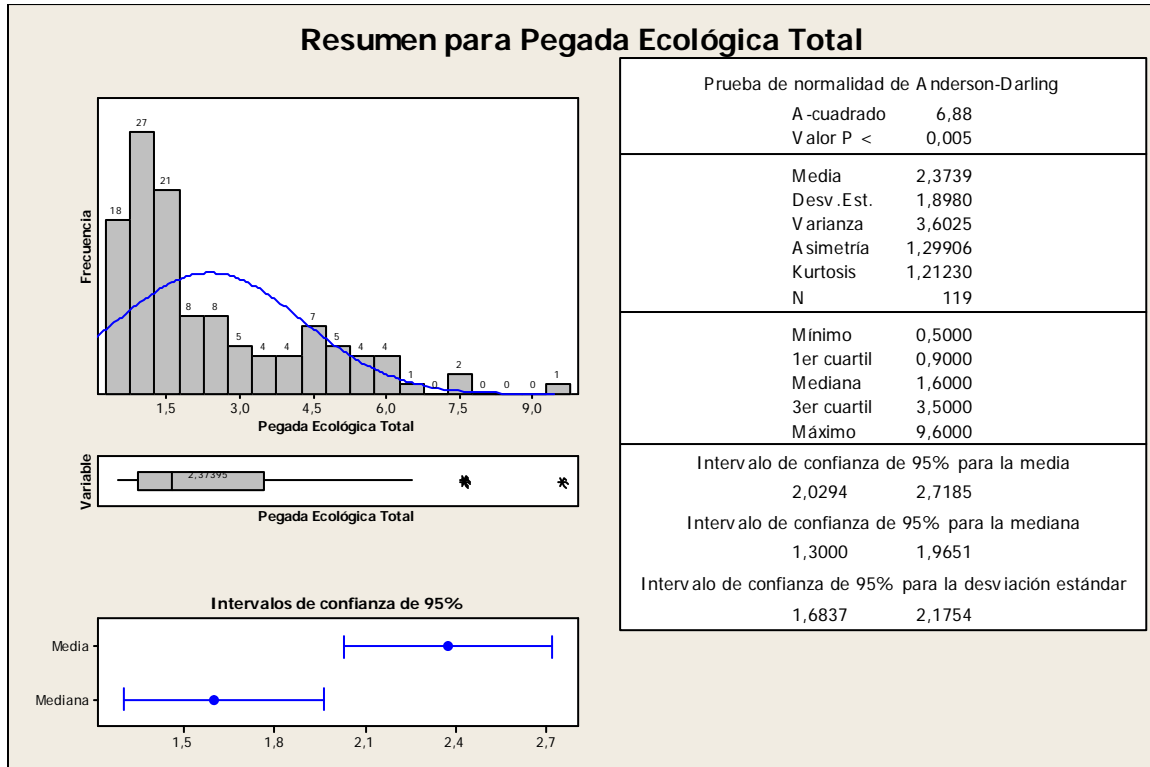 Resumen para Pegada Ecológica Total
Frecuencia
18
27
21
8
8
5
4
4
7
5
4
4
1
0
2
0
0
0
1
1,5 3,0 4,5 6,0 7,5 9,0
Pegada Ecológica Total
Variable
2,37395
Pegada Ecológica Total
Intervalos de confianza de 95%
Media
Mediana
1,5 1,8 2,1 2,4 2,7
Prueba de normalidad de Anderson-Darling
A-cuadrado 6,88
Valor P < 0,005
Media 2,3739
Desv.Est. 1,8980
Varianza 3,6025
Asimetría 1,29906
Kurtosis 1,21230
N 119
Mínimo 0,5000
1er cuartil 0,9000
Mediana 1,6000
3er cuartil 3,5000
Máximo 9,6000
Intervalo de confianza de 95% para la media
2,0294 2,7185
Intervalo de confianza de 95% para la mediana
1,3000 1,9651
Intervalo de confianza de 95% para la desviación estándar
1,6837 2,1754